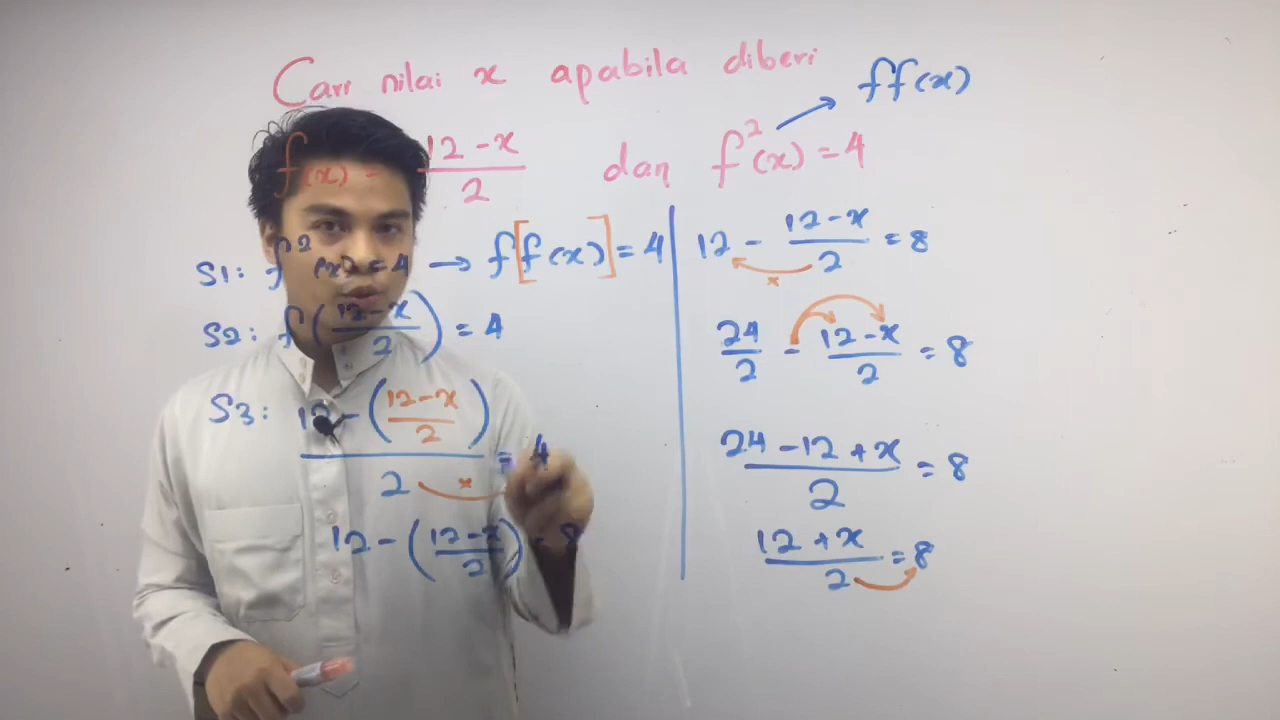 Cari nilai x apabila diberi
f(x) = (12 - x)/2 dan f²(x) = 4 → ff(x)
S1: f²(x) = 4 → f[f(x)] = 4
S2: f((12 - x)/2) = 4
S3: (12 - ((12 - x)/2))/2 = 4
x
12 - ((12 - x)/2) = 8
12 - (12 - x)/2 = 8
x
24/2 - (12 - x)/2 = 8
(24 - 12 + x)/2 = 8
(12 + x)/2 = 8